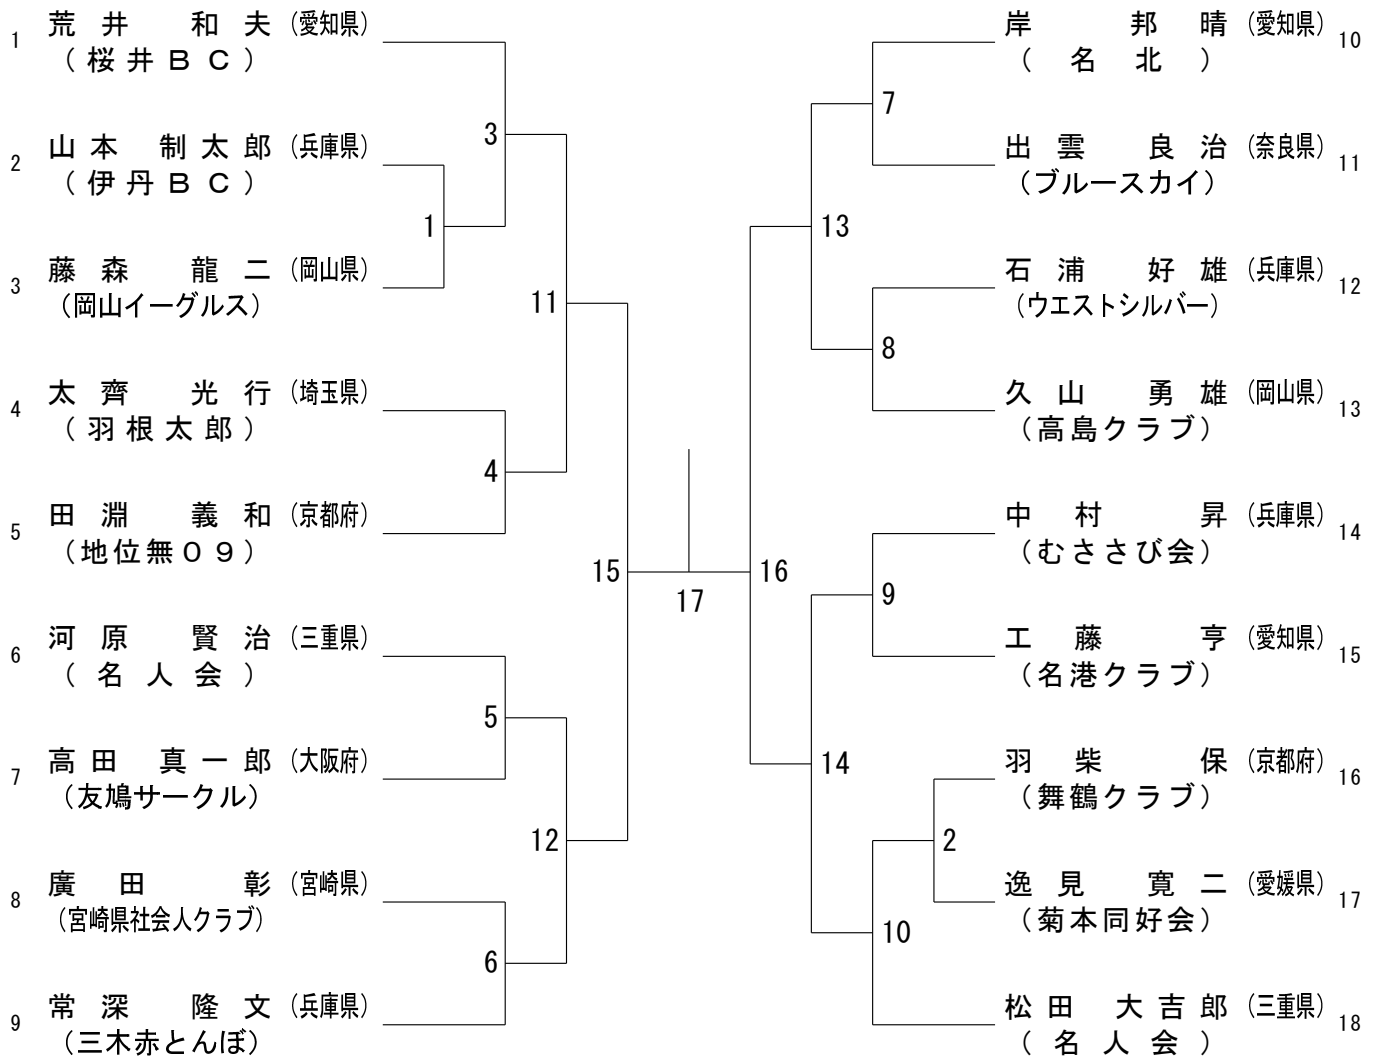 1 荒井 和夫 (愛知県)
(桜井BC)
2 山本 制太郎 (兵庫県)
(伊丹BC)
3 藤森 龍二 (岡山県)
(岡山イーグルス)
4 太齊 光行 (埼玉県)
(羽根太郎)
5 田淵 義和 (京都府)
(地位無09)
6 河原 賢治 (三重県)
(名人会)
7 高田 真一郎 (大阪府)
(友鳩サークル)
8 廣田 彰 (宮崎県)
(宮崎県社会人クラブ)
9 常深 隆文 (兵庫県)
(三木赤とんぼ)
3
1
11
4
15
5
12
6
17
岸 邦晴 (愛知県) 10
(名北)
出雲 良治 (奈良県) 11
(ブルースカイ)
石浦 好雄 (兵庫県) 12
(ウエストシルバー)
久山 勇雄 (岡山県) 13
(高島クラブ)
中村 昇 (兵庫県) 14
(むささび会)
工藤 亨 (愛知県) 15
(名港クラブ)
羽柴 保 (京都府) 16
(舞鶴クラブ)
逸見 寛二 (愛媛県) 17
(菊本同好会)
松田 大吉郎 (三重県) 18
(名人会)
7
13
8
16
9
14
2
10